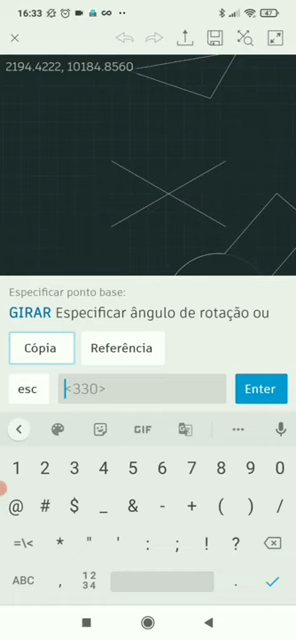 16:33
47
2194.4222, 10184.8560
Especificar ponto base:
GIRAR Especificar ângulo de rotação ou
Cópia Referência
esc <330> Enter
GIF
1 2 3 4 5 6 7 8 9 0
@ # $ _ & - + ( ) /
=\< * " ' : ; ! ?
ABC , 12 34 .